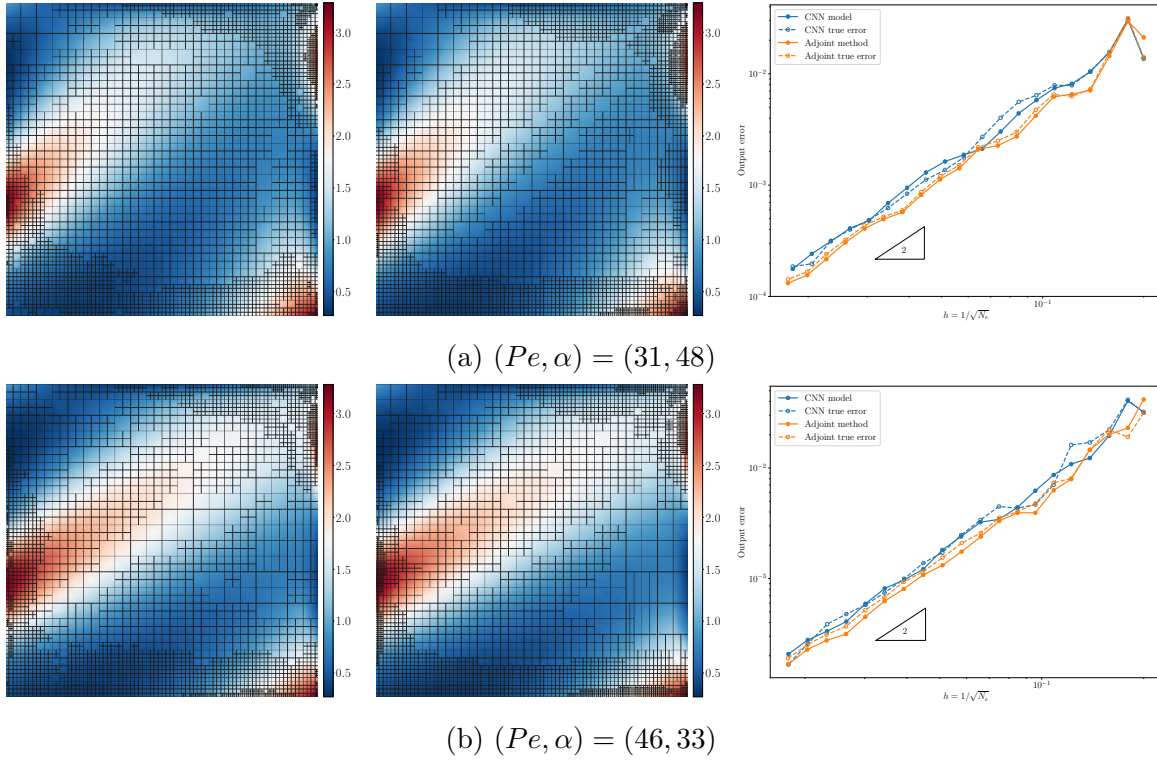 3.0
2.5
2.0
1.5
1.0
0.5
3.0
2.5
2.0
1.5
1.0
0.5
CNN model
CNN true error
Adjoint method
Adjoint true error
Output error
10⁻²
10⁻³
10⁻⁴
2
10⁻¹
h = 1/√Nₑ
(a) (Pe, α) = (31, 48)
3.0
2.5
2.0
1.5
1.0
0.5
3.0
2.5
2.0
1.5
1.0
0.5
CNN model
CNN true error
Adjoint method
Adjoint true error
Output error
10⁻²
10⁻³
2
10⁻¹
h = 1/√Nₑ
(b) (Pe, α) = (46, 33)